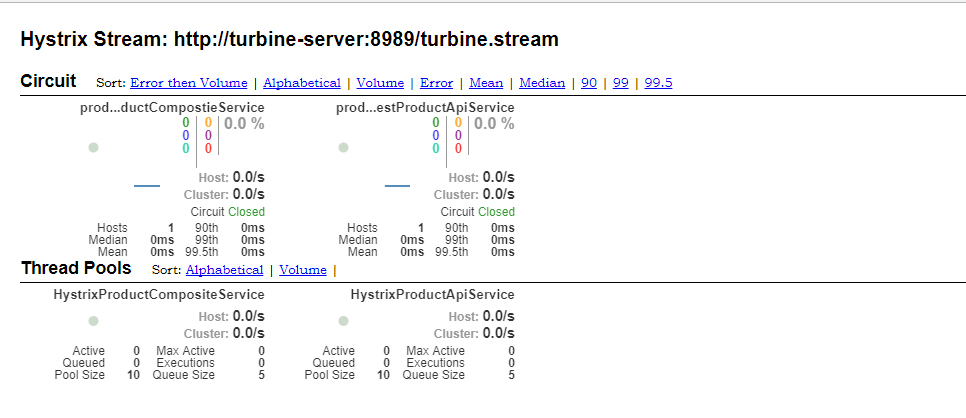 Hystrix Stream: http://turbine-server:8989/turbine.stream
Circuit Sort: Error then Volume | Alphabetical | Volume | Error | Mean | Median | 90 | 99 | 99.5
prod...ductCompostieService prod...estProductApiService
0 0 0.0 % 0 0 0.0 %
0 0 0 0
0 0 0 0
Host: 0.0/s Host: 0.0/s
Cluster: 0.0/s Cluster: 0.0/s
Circuit Closed Circuit Closed
Hosts 1 90th 0ms Hosts 1 90th 0ms
Median 0ms 99th 0ms Median 0ms 99th 0ms
Mean 0ms 99.5th 0ms Mean 0ms 99.5th 0ms
Thread Pools Sort: Alphabetical | Volume |
HystrixProductCompositeService HystrixProductApiService
Host: 0.0/s Host: 0.0/s
Cluster: 0.0/s Cluster: 0.0/s
Active 0 Max Active 0 Active 0 Max Active 0
Queued 0 Executions 0 Queued 0 Executions 0
Pool Size 10 Queue Size 5 Pool Size 10 Queue Size 5